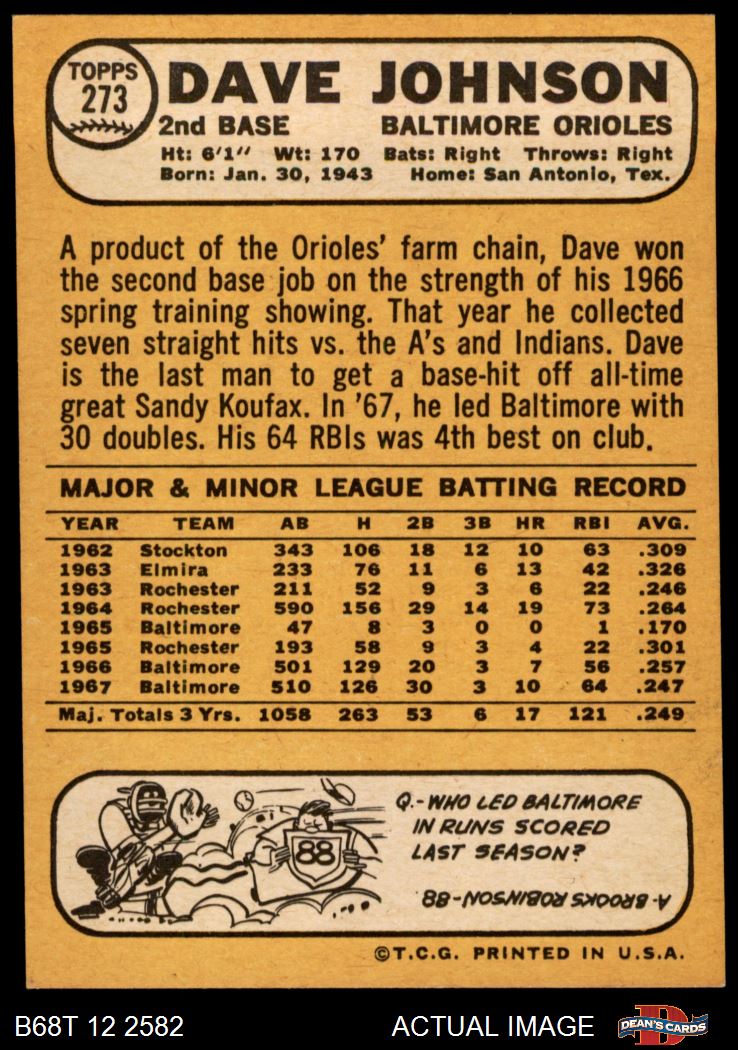 TOPPS
273
DAVE JOHNSON
2nd BASE BALTIMORE ORIOLES
Ht: 6'1" Wt: 170 Bats: Right Throws: Right
Born: Jan. 30, 1943 Home: San Antonio, Tex.
A product of the Orioles' farm chain, Dave won
the second base job on the strength of his 1966
spring training showing. That year he collected
seven straight hits vs. the A's and Indians. Dave
is the last man to get a base-hit off all-time
great Sandy Koufax. In '67, he led Baltimore with
30 doubles. His 64 RBIs was 4th best on club.
MAJOR & MINOR LEAGUE BATTING RECORD
YEAR TEAM AB H 2B 3B HR RBI AVG.
1962 Stockton 343 106 18 12 10 63 .309
1963 Elmira 233 76 11 6 13 42 .326
1963 Rochester 211 52 9 3 6 22 .246
1964 Rochester 590 156 29 14 19 73 .264
1965 Baltimore 47 8 3 0 0 1 .170
1965 Rochester 193 58 9 3 4 22 .301
1966 Baltimore 501 129 20 3 7 56 .257
1967 Baltimore 510 126 30 3 10 64 .247
Maj. Totals 3 Yrs. 1058 263 53 6 17 121 .249
88
Q.-WHO LED BALTIMORE
IN RUNS SCORED
LAST SEASON?
A-BROOKS ROBINSON-88
©T.C.G. PRINTED IN U.S.A.
B68T 12 2582 ACTUAL IMAGE
D
DEAN'S CARDS